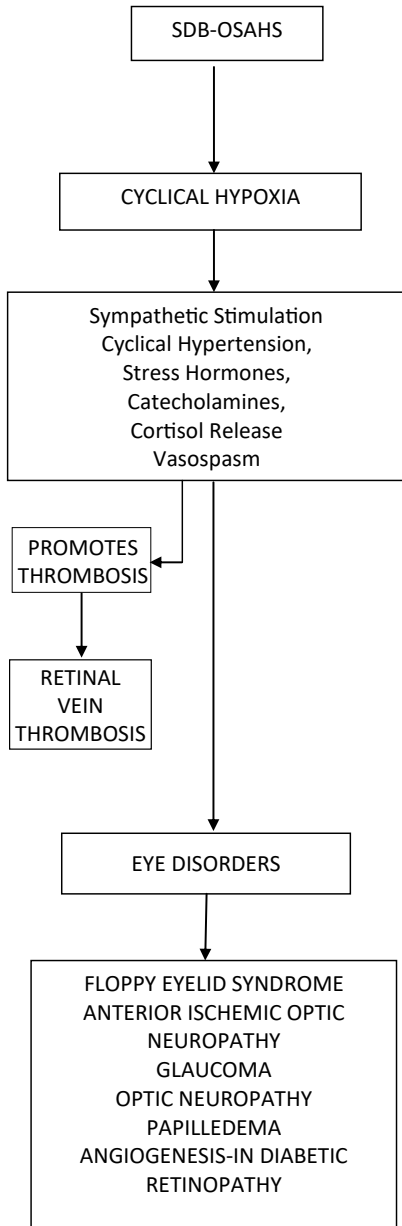 SDB-OSAHS
CYCLICAL HYPOXIA
Sympathetic Stimulation
Cyclical Hypertension,
Stress Hormones,
Catecholamines,
Cortisol Release
Vasospasm
PROMOTES
THROMBOSIS
RETINAL
VEIN
THROMBOSIS
EYE DISORDERS
FLOPPY EYELID SYNDROME
ANTERIOR ISCHEMIC OPTIC
NEUROPATHY
GLAUCOMA
OPTIC NEUROPATHY
PAPILLEDEMA
ANGIOGENESIS-IN DIABETIC
RETINOPATHY